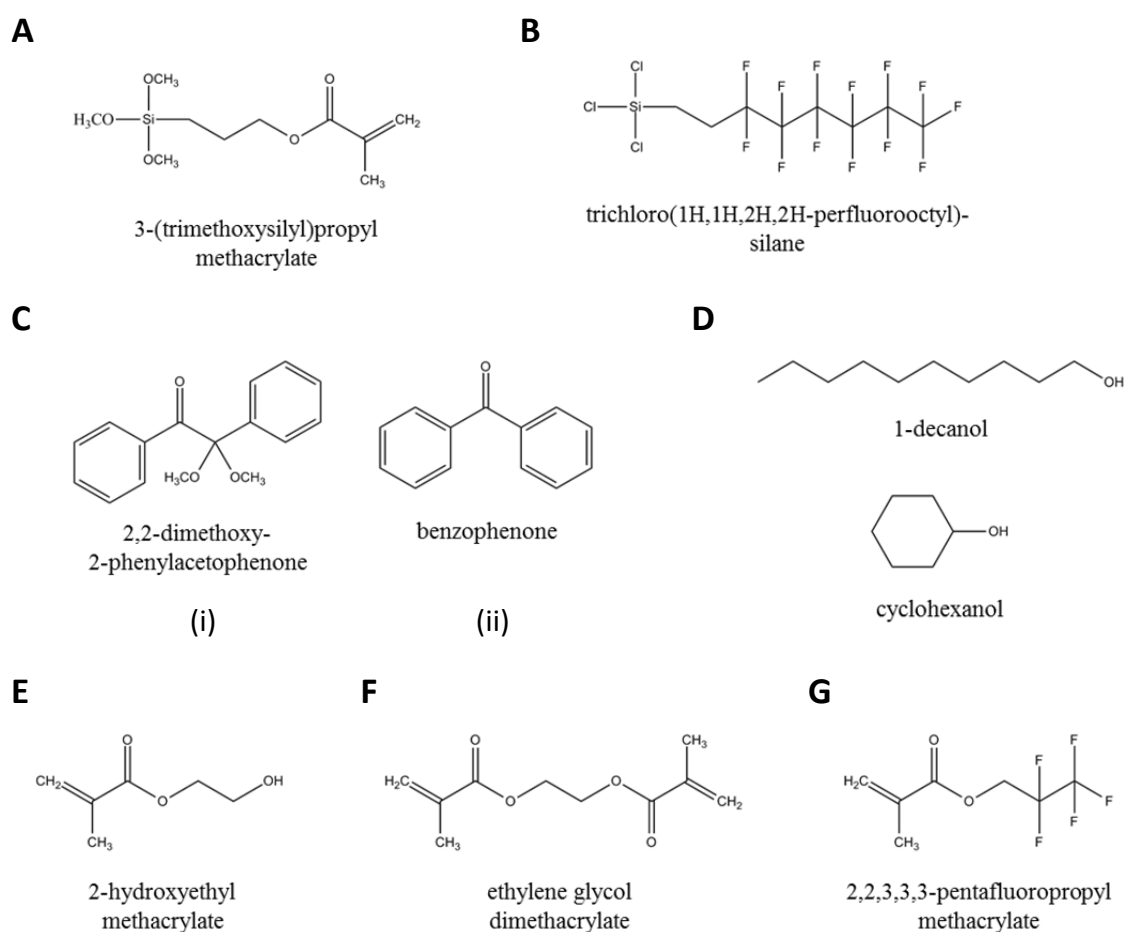 A
B
OCH3
H3CO
Si
OCH3
O
O
CH2
CH3
3-(trimethoxysilyl)propyl
methacrylate
Cl
Cl
Si
Cl
F
F
F
F
F
F
F
F
F
F
F
F
F
trichloro(1H,1H,2H,2H-perfluorooctyl)-
silane
C
D
O
H3CO
OCH3
2,2-dimethoxy-
2-phenylacetophenone
(i)
O
benzophenone
(ii)
OH
1-decanol
OH
cyclohexanol
E
F
G
CH2
O
O
CH3
OH
2-hydroxyethyl
methacrylate
H2C
O
O
CH3
O
O
CH3
CH2
ethylene glycol
dimethacrylate
H2C
O
O
CH3
F
F
F
F
F
2,2,3,3,3-pentafluoropropyl
methacrylate